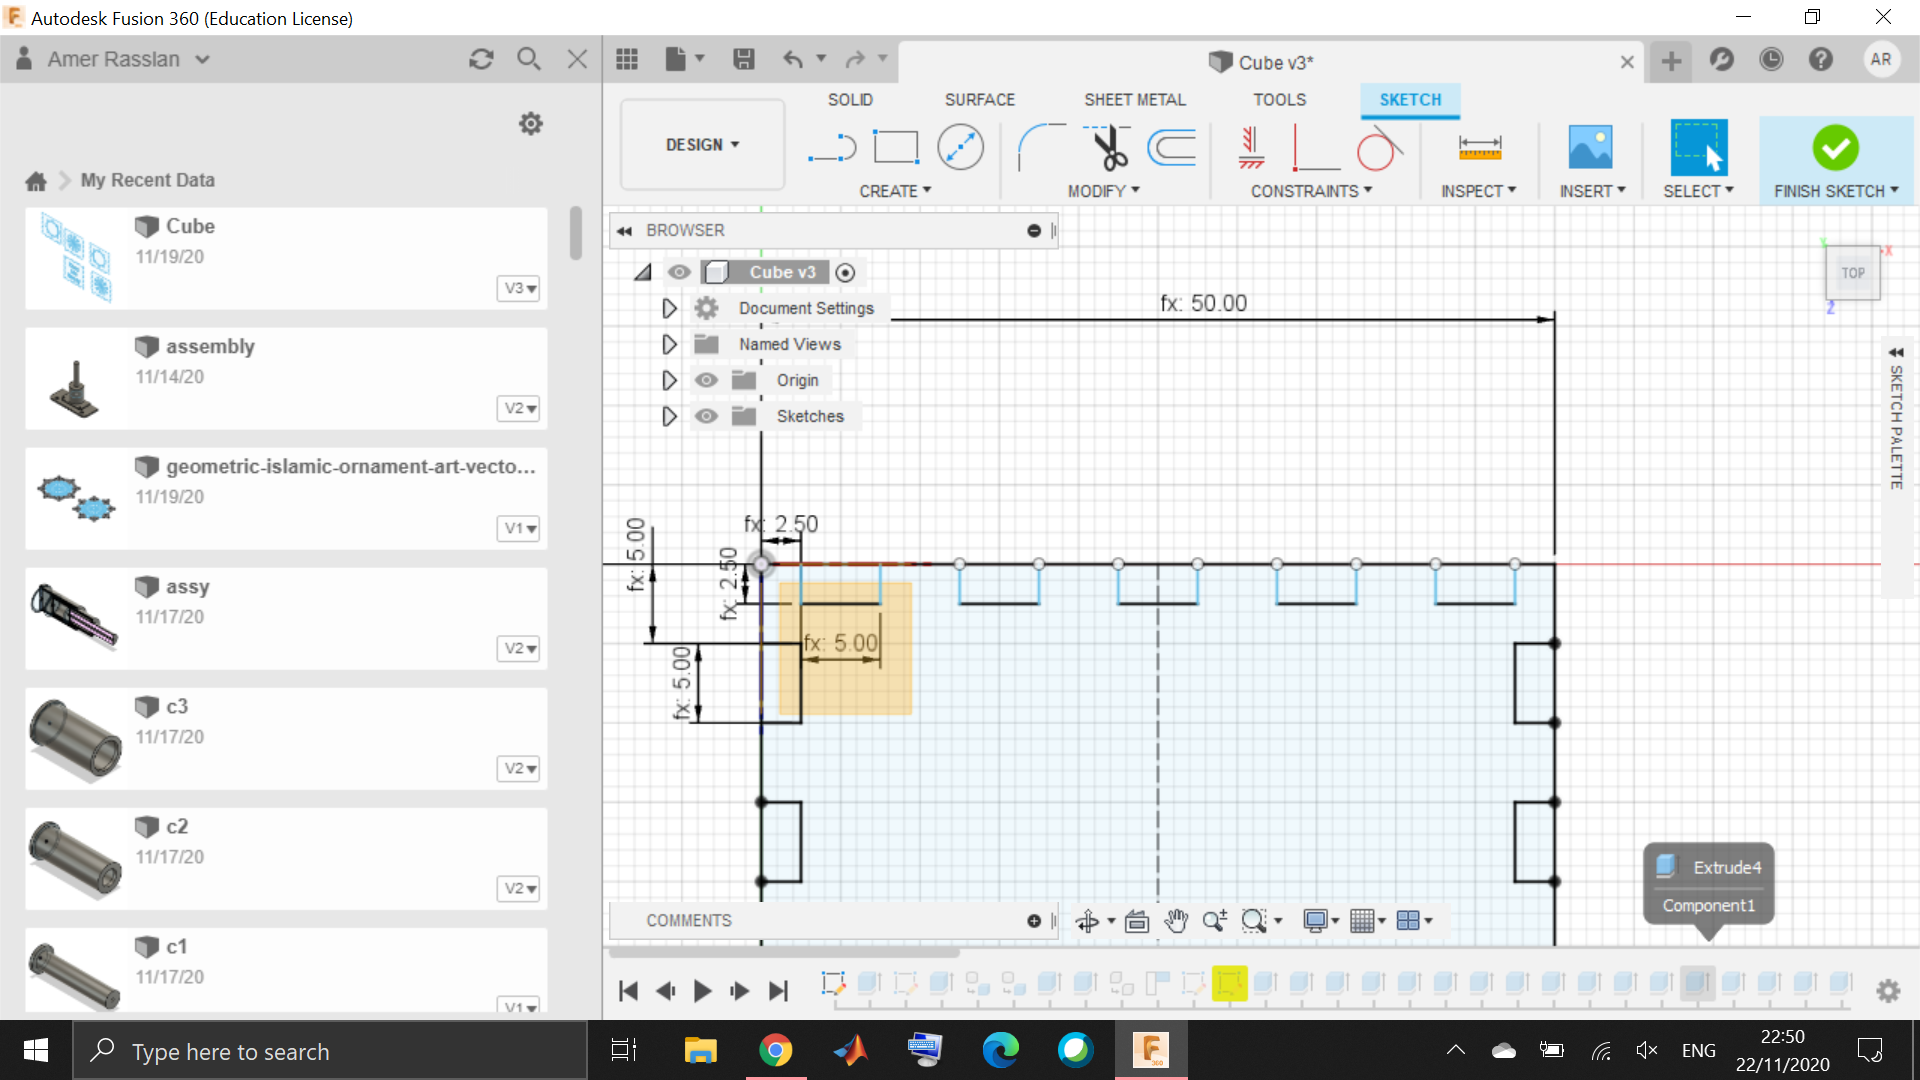 Autodesk Fusion 360 (Education License)
Amer Rasslan
My Recent Data
Cube
11/19/20
V3
assembly
11/14/20
V2
geometric-islamic-ornament-art-vecto...
11/19/20
V1
assy
11/17/20
V2
c3
11/17/20
V2
c2
11/17/20
V2
c1
11/17/20
V1
Cube v3*
AR
SOLID
SURFACE
SHEET METAL
TOOLS
SKETCH
DESIGN
CREATE
MODIFY
CONSTRAINTS
INSPECT
INSERT
SELECT
FINISH SKETCH
BROWSER
Cube v3
Document Settings
Named Views
Origin
Sketches
fx: 50.00
Y
X
TOP
Z
SKETCH PALETTE
fx: 2.50
fx: 5.00
fx: 2.50
fx: 5.00
fx: 5.00
Extrude4
Component1
COMMENTS
Type here to search
360
ENG
22:50
22/11/2020